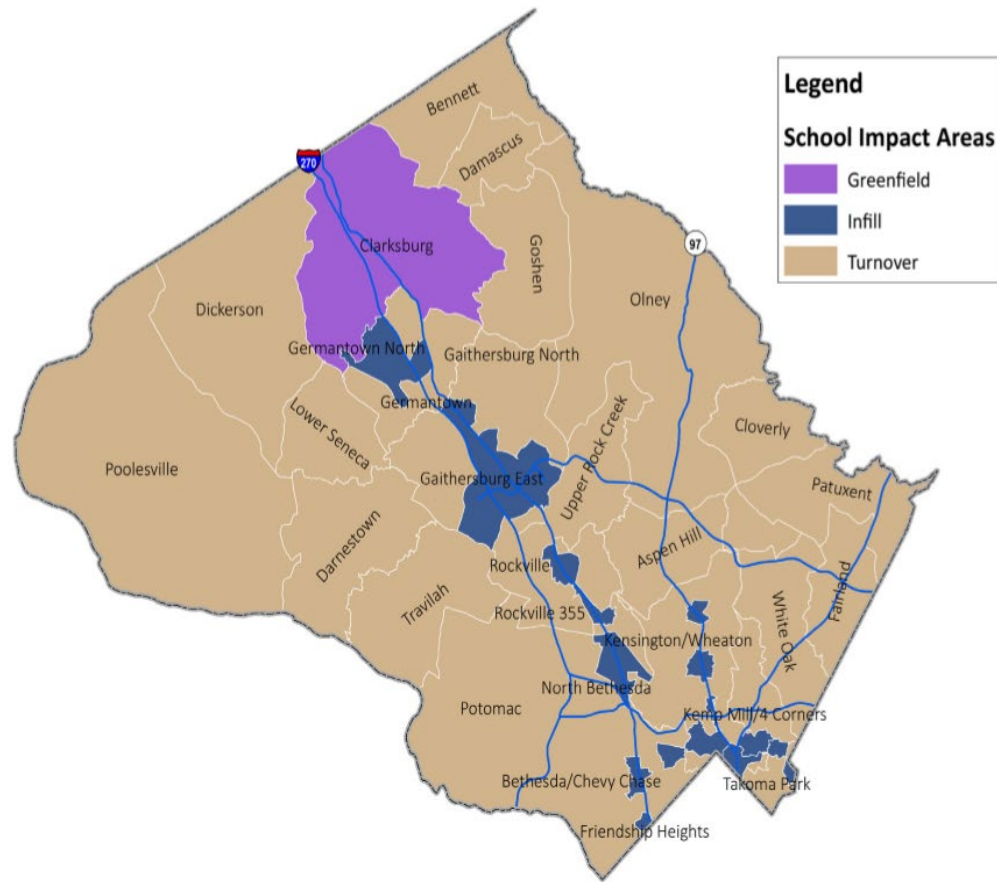 Legend
School Impact Areas
Greenfield
Infill
Turnover
Bennett
Damascus
270
Clarksburg
Goshen
97
Olney
Dickerson
Germantown North
Gaithersburg North
Germantown
Lower Seneca
Cloverly
Poolesville
Gaithersburg East
Upper Rock Creek
Patuxent
Darnestown
Aspen Hill
Rockville
Travilah
Fairland
Rockville 355
White Oak
Kensington/Wheaton
North Bethesda
Potomac
Kemp Mill/4 Corners
Bethesda/Chevy Chase
Takoma Park
Friendship Heights